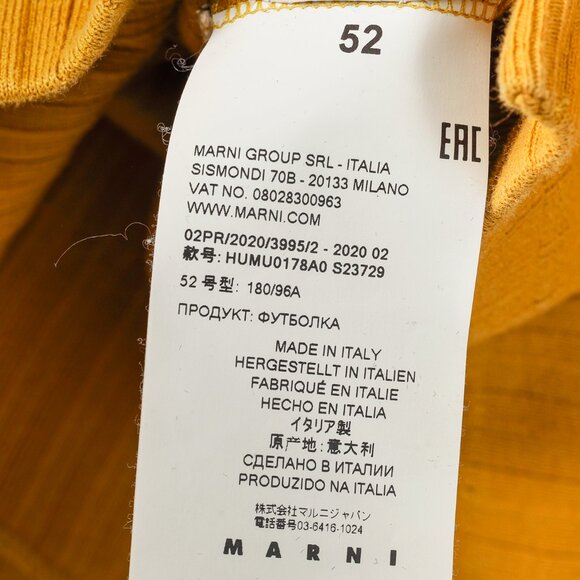 52
EAC
MARNI GROUP SRL - ITALIA
SISMONDI 70B - 20133 MILANO
VAT NO. 08028300963
WWW.MARNI.COM
02PR/2020/3995/2 - 2020 02
款号: HUMU0178A0 S23729
52 号型: 180/96A
ПРОДУКТ: ФУТБОЛКА
MADE IN ITALY
HERGESTELLT IN ITALIEN
FABRIQUÉ EN ITALIE
HECHO EN ITALIA
イタリア製
原产地: 意大利
СДЕЛАНО В ИТАЛИИ
PRODUZIDO NA ITALIA
株式会社マルニジャパン
電話番号03-6416-1024
MARNI